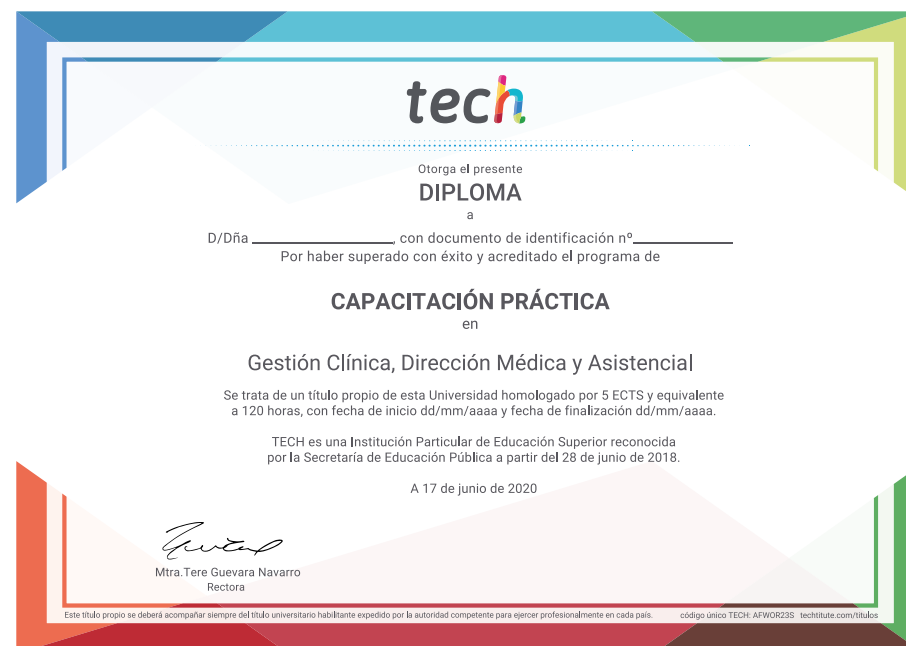 tech
Otorga el presente
DIPLOMA
a
D/Dña ____________________, con documento de identificación nº______________
Por haber superado con éxito y acreditado el programa de
CAPACITACIÓN PRÁCTICA
en
Gestión Clínica, Dirección Médica y Asistencial
Se trata de un título propio de esta Universidad homologado por 5 ECTS y equivalente
a 120 horas, con fecha de inicio dd/mm/aaaa y fecha de finalización dd/mm/aaaa.
TECH es una Institución Particular de Educación Superior reconocida
por la Secretaría de Educación Pública a partir del 28 de junio de 2018.
A 17 de junio de 2020
Mtra.Tere Guevara Navarro
Rectora
Este título propio se deberá acompañar siempre del título universitario habilitante expedido por la autoridad competente para ejercer profesionalmente en cada país. código único TECH: AFWOR23S techtitute.com/titulos